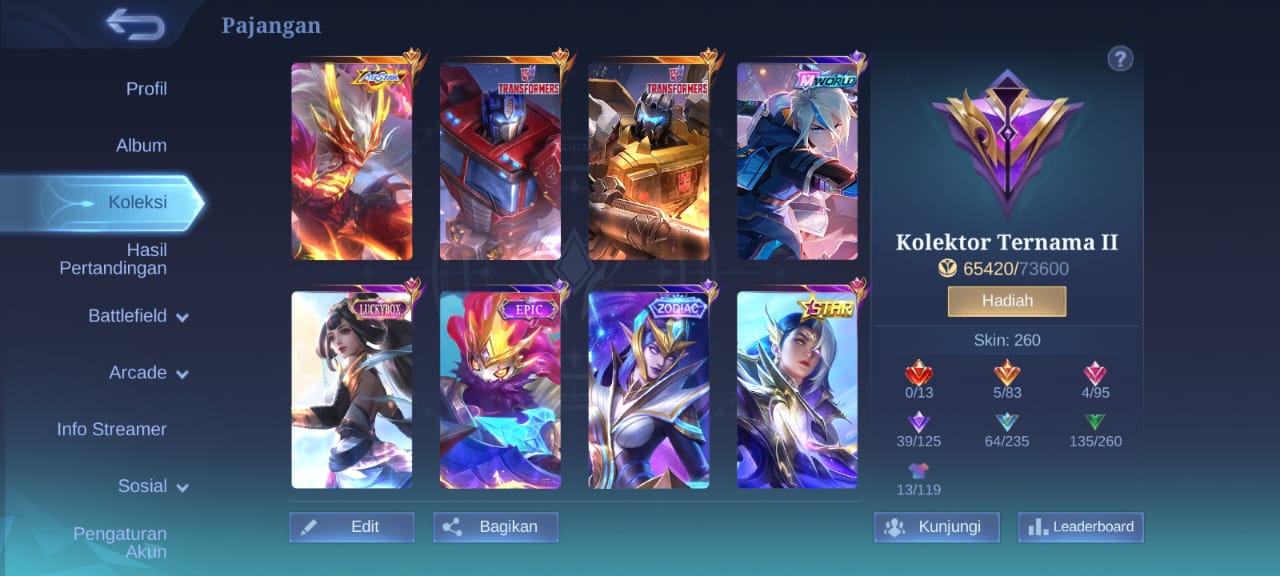 Pajangan
Profil
Album
Koleksi
Hasil
Pertandingan
Battlefield
Arcade
Info Streamer
Sosial
Pengaturan
Akun
ALLSTAR
TRANSFORMERS
TRANSFORMERS
M WORLD
LUCKYBOX
EPIC
ZODIAC
STAR
Edit
Bagikan
?
Kolektor Ternama II
65420/73600
Hadiah
Skin: 260
0/13
5/83
4/95
39/125
64/235
135/260
13/119
Kunjungi
Leaderboard